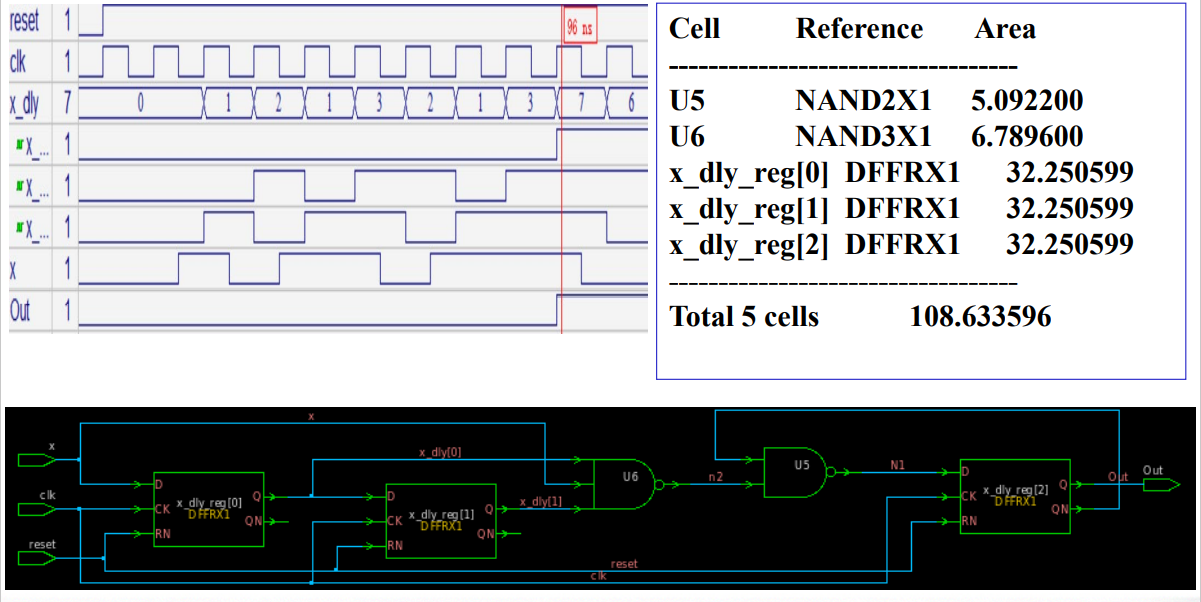 reset 1
96 ns
clk 1
x_dly 7 0 1 2 1 3 2 1 3 7 6
X_... 1
X_... 1
X_... 1
X 1
Out 1
Cell Reference Area
-----------------------------------
U5 NAND2X1 5.092200
U6 NAND3X1 6.789600
x_dly_reg[0] DFFRX1 32.250599
x_dly_reg[1] DFFRX1 32.250599
x_dly_reg[2] DFFRX1 32.250599
-----------------------------------
Total 5 cells 108.633596
x
x
x_dly[0]
U6
n2
U5
N1
Out
Out
clk
D
Q
x_dly_reg[0]
CK
DFFRX1
QN
RN
D
Q
x_dly[1]
x_dly_reg[1]
CK
DFFRX1
QN
RN
D
Q
x_dly_reg[2]
CK
DFFRX1
QN
RN
reset
reset
clk